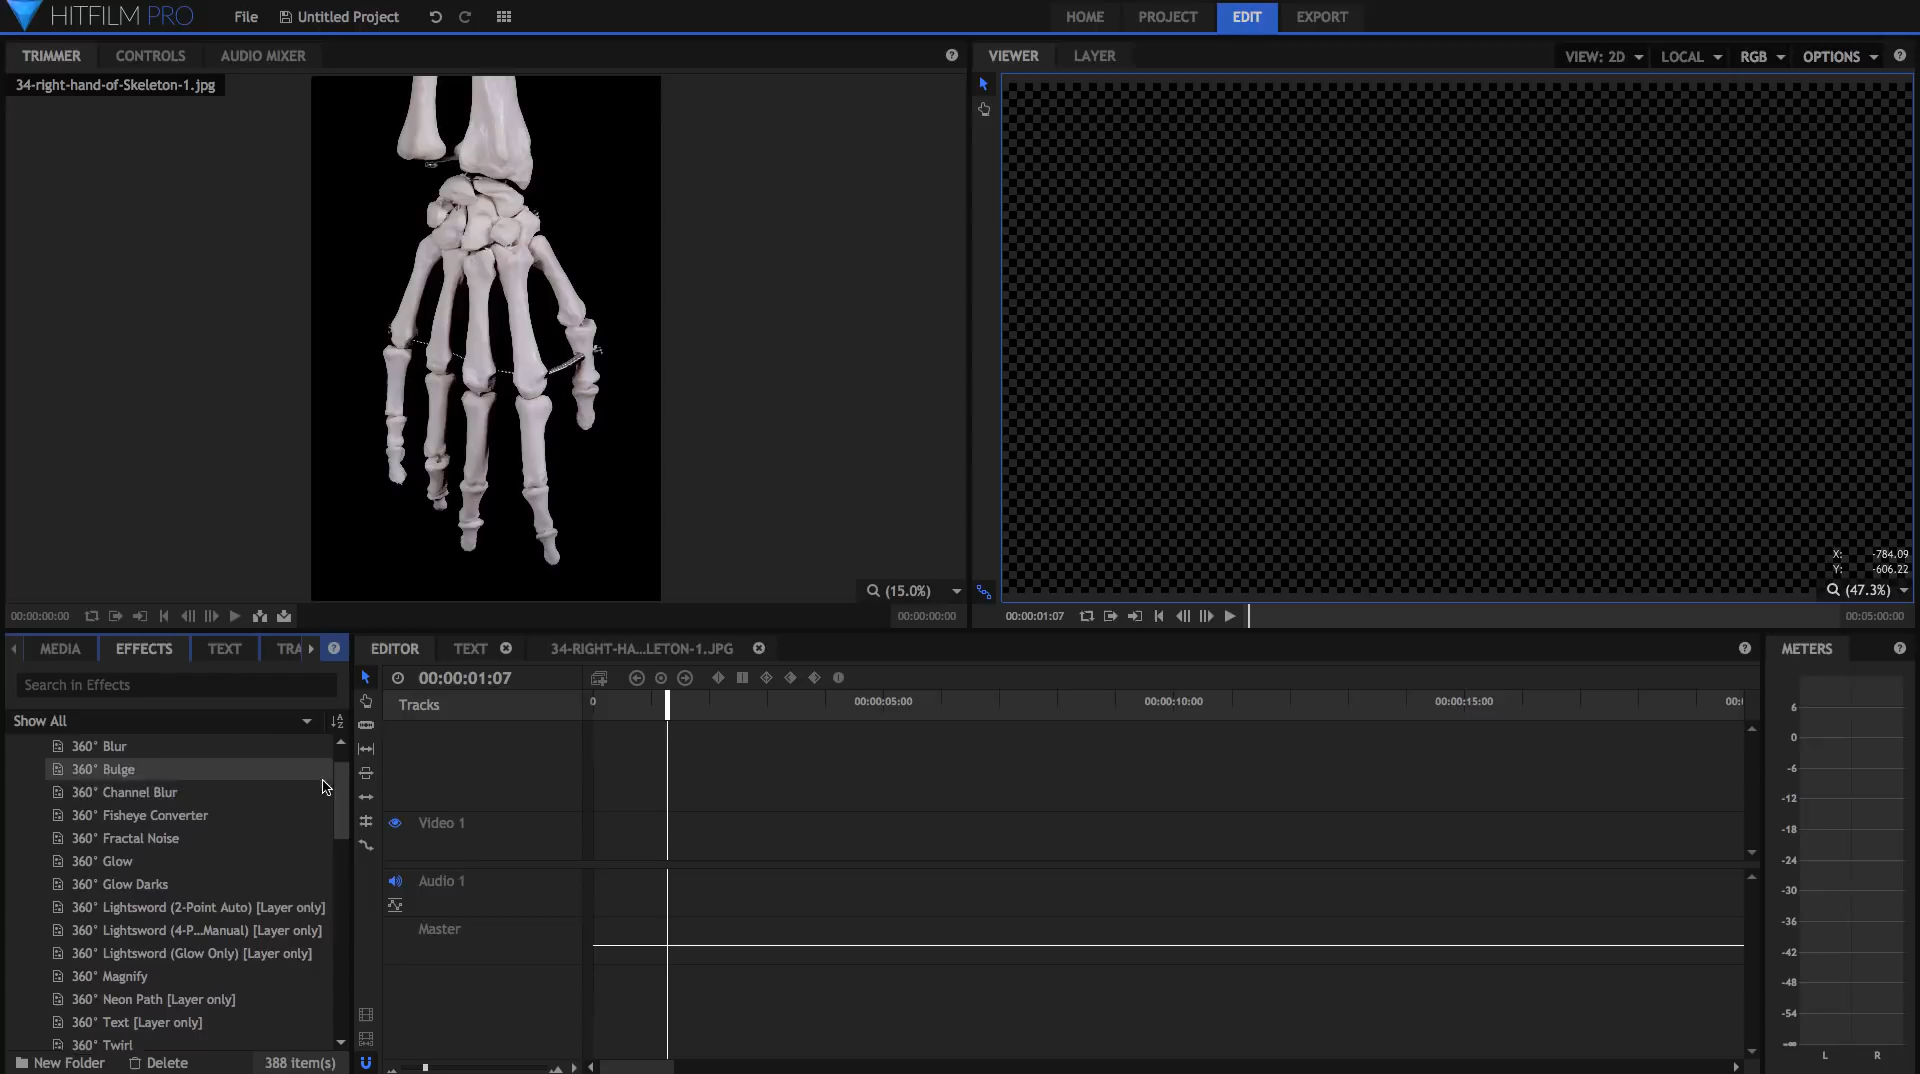 HITFILM PRO File Untitled Project HOME PROJECT EDIT EXPORT
TRIMMER CONTROLS AUDIO MIXER
34-right-hand-of-Skeleton-1.jpg
(15.0%)
00:00:00:00 00:00:00:00
VIEWER LAYER VIEW: 2D LOCAL RGB OPTIONS
X: -784.09
Y: -606.22
(47.3%)
00:00:01:07 00:05:00:00
MEDIA EFFECTS TEXT TRA
Search in Effects
Show All
360° Blur
360° Bulge
360° Channel Blur
360° Fisheye Converter
360° Fractal Noise
360° Glow
360° Glow Darks
360° Lightsword (2-Point Auto) [Layer only]
360° Lightsword (4-P...Manual) [Layer only]
360° Lightsword (Glow Only) [Layer only]
360° Magnify
360° Neon Path [Layer only]
360° Text [Layer only]
360° Twirl
New Folder Delete 388 item(s)
EDITOR TEXT 34-RIGHT-HA...LETON-1.JPG
00:00:01:07
Tracks 0 00:00:05:00 00:00:10:00 00:00:15:00 00:(
Video 1
Audio 1
Master
METERS
6
0
-6
-12
-18
-24
-30
-36
-42
-48
-54
-∞
L R